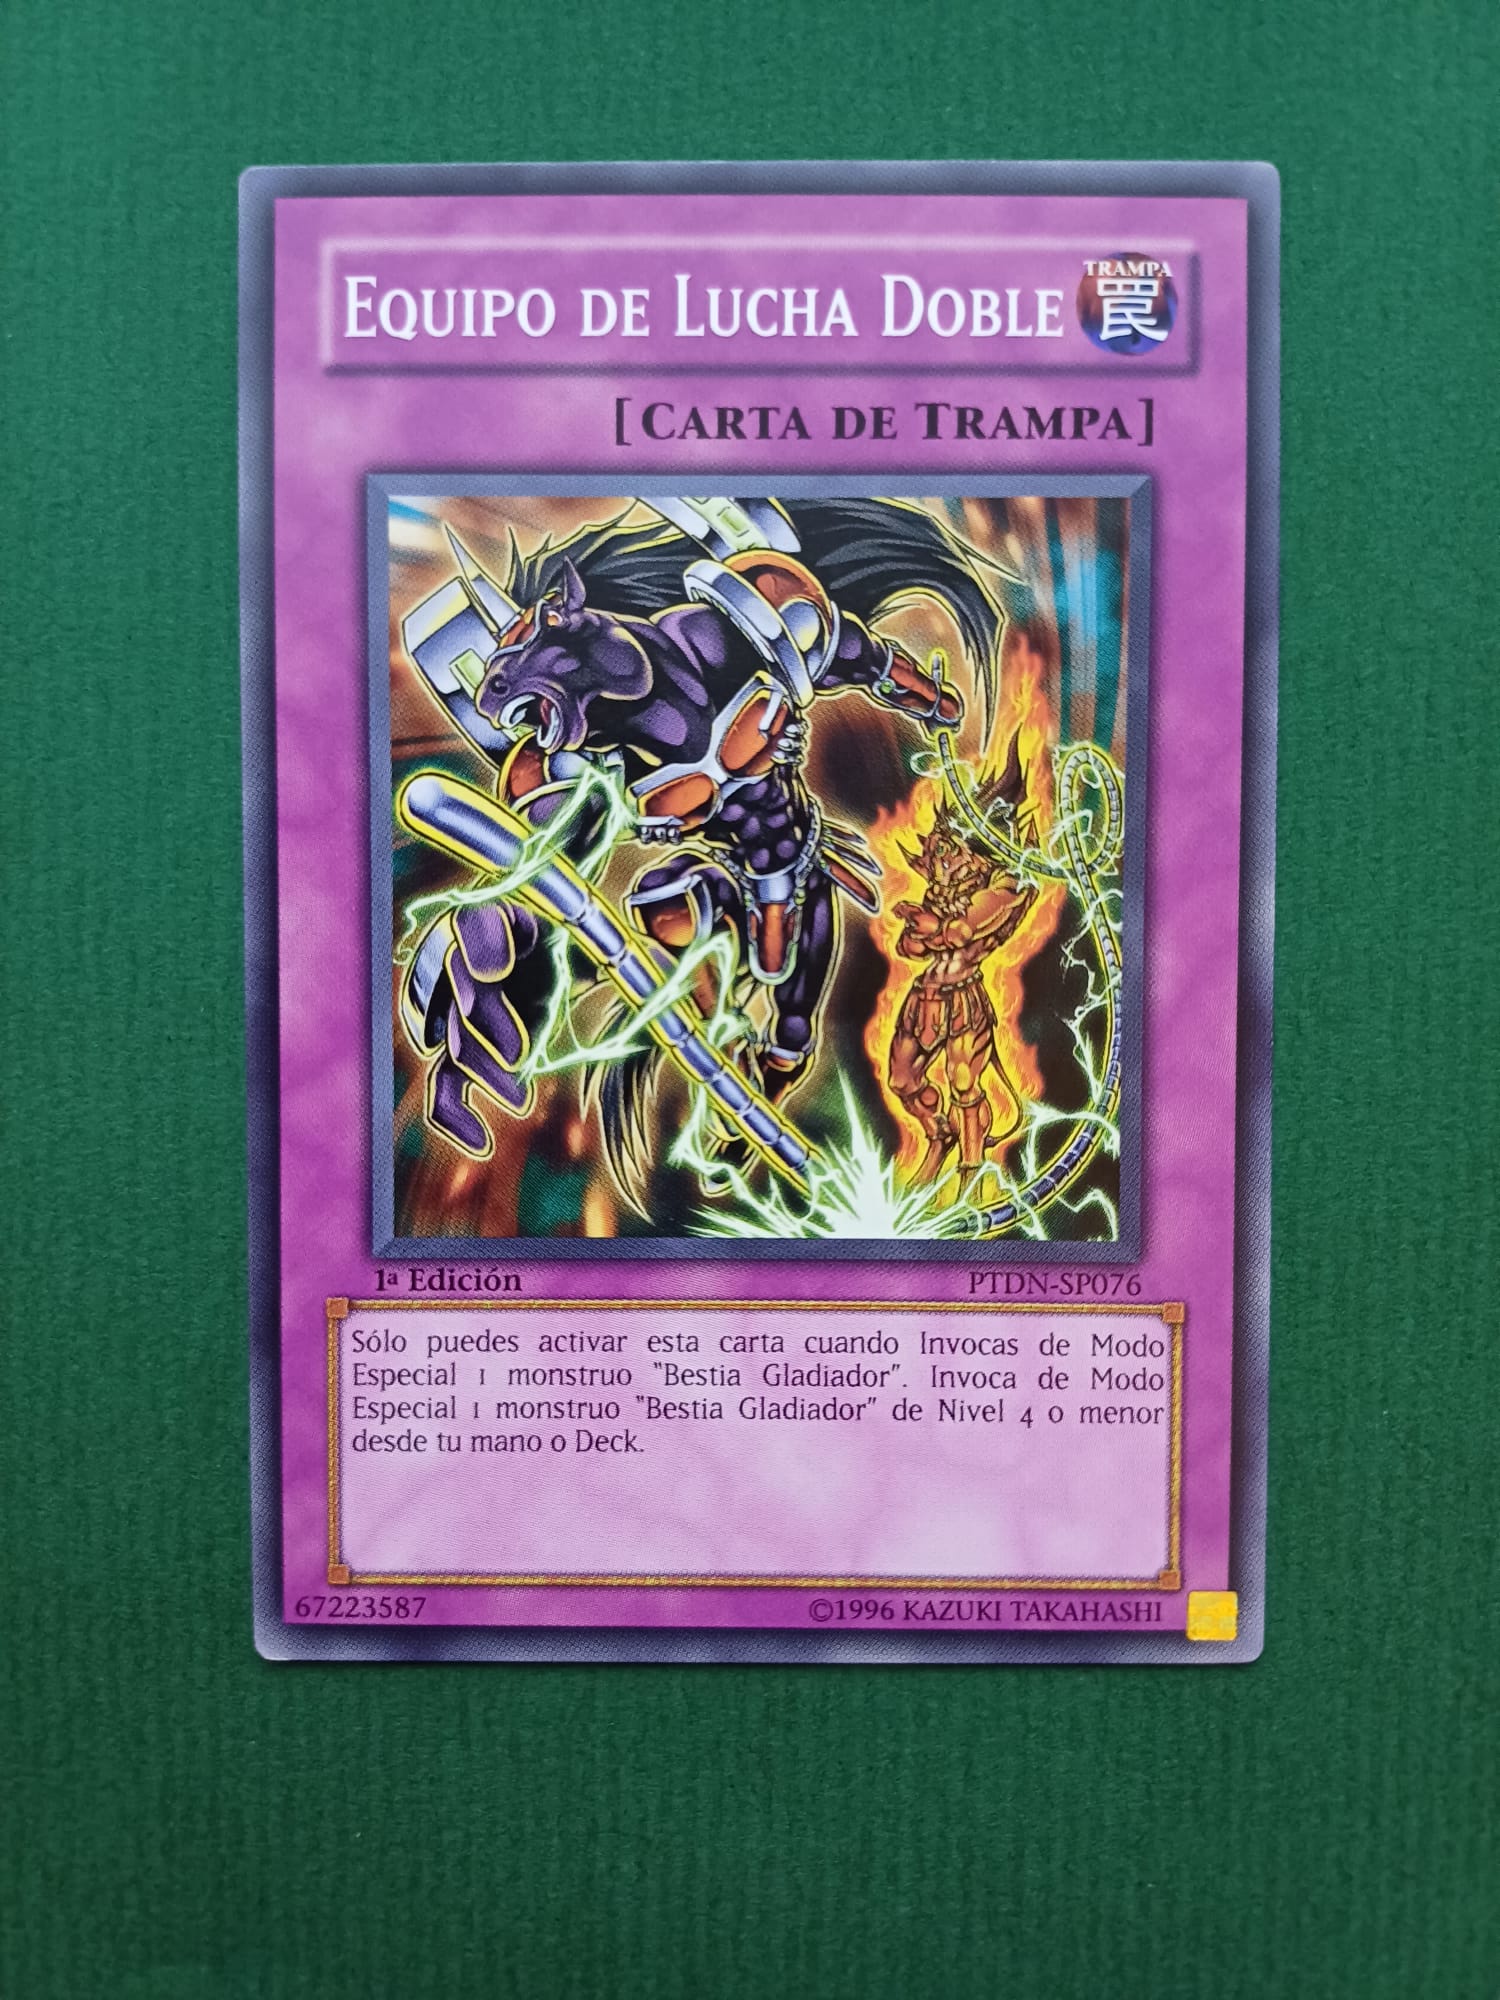 EQUIPO DE LUCHA DOBLE
TRAMPA
罠
[CARTA DE TRAMPA]
1ª Edición
PTDN-SP076
Sólo puedes activar esta carta cuando Invocas de Modo
Especial 1 monstruo "Bestia Gladiador". Invoca de Modo
Especial 1 monstruo "Bestia Gladiador" de Nivel 4 o menor
desde tu mano o Deck.
67223587
©1996 KAZUKI TAKAHASHI